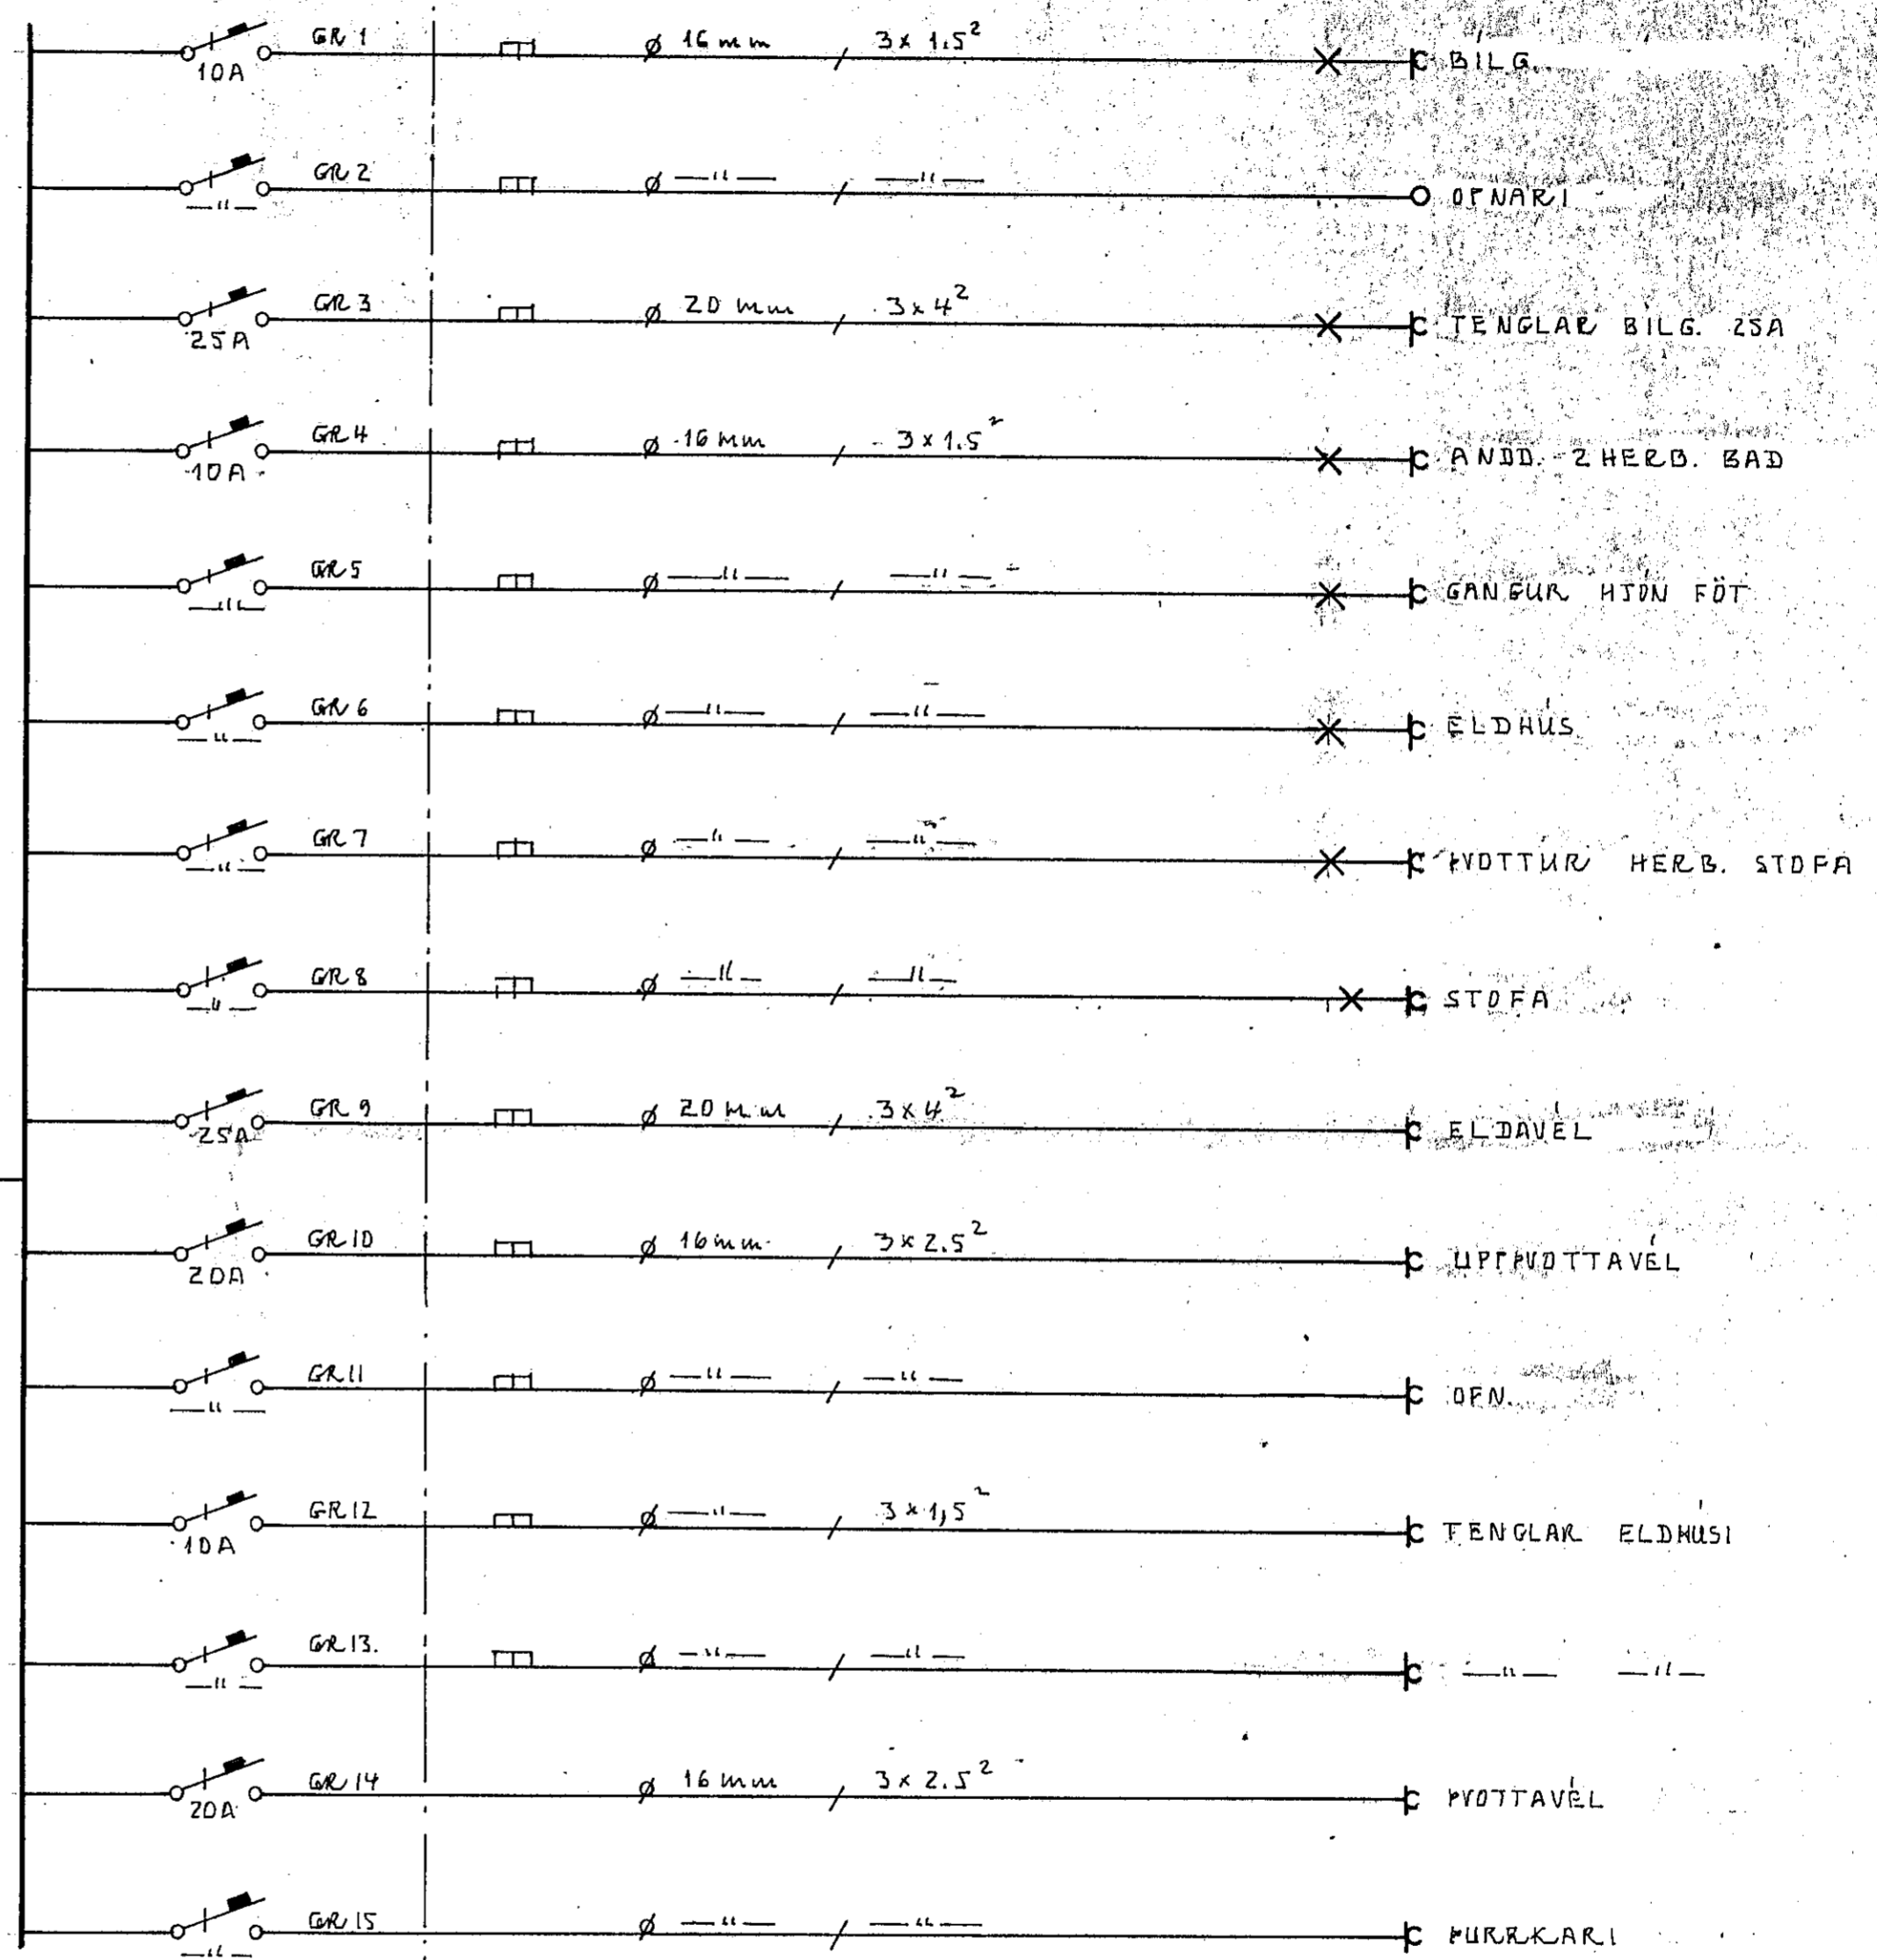 GR 1 ø 16 mm / 3 x 1.5² BÍLG.
10A
GR 2 ø —"— / —"— OPNARI
—"—
GR 3 ø 20 mm / 3 x 4² TENGLAR BÍLG. 25A
25A
GR 4 ø 16 mm / 3 x 1.5² ANDD. 2 HERB. BAD
10A
GR 5 ø —"— / —"— GANGUR HJÓN FÖT
—"—
GR 6 ø —"— / —"— ELDHÚS
—"—
GR 7 ø —"— / —"— ÞVOTTUR HERB. STOFA
—"—
GR 8 ø —"— / —"— STOFA
—"—
GR 9 ø 20 mm / 3 x 4² ELDAVÉL
25A
GR 10 ø 16 mm / 3 x 2.5² UPPÞVOTTAVÉL
20A
GR 11 ø —"— / —"— OFN.
—"—
GR 12 ø —"— / 3 x 1,5² TENGLAR ELDHÚSI
10A
GR 13. ø —"— / —"— —"— —"—
—"—
GR 14 ø 16 mm / 3 x 2.5² ÞVOTTAVÉL
20A
GR 15 ø —"— / —"— ÞURRKARI
—"—